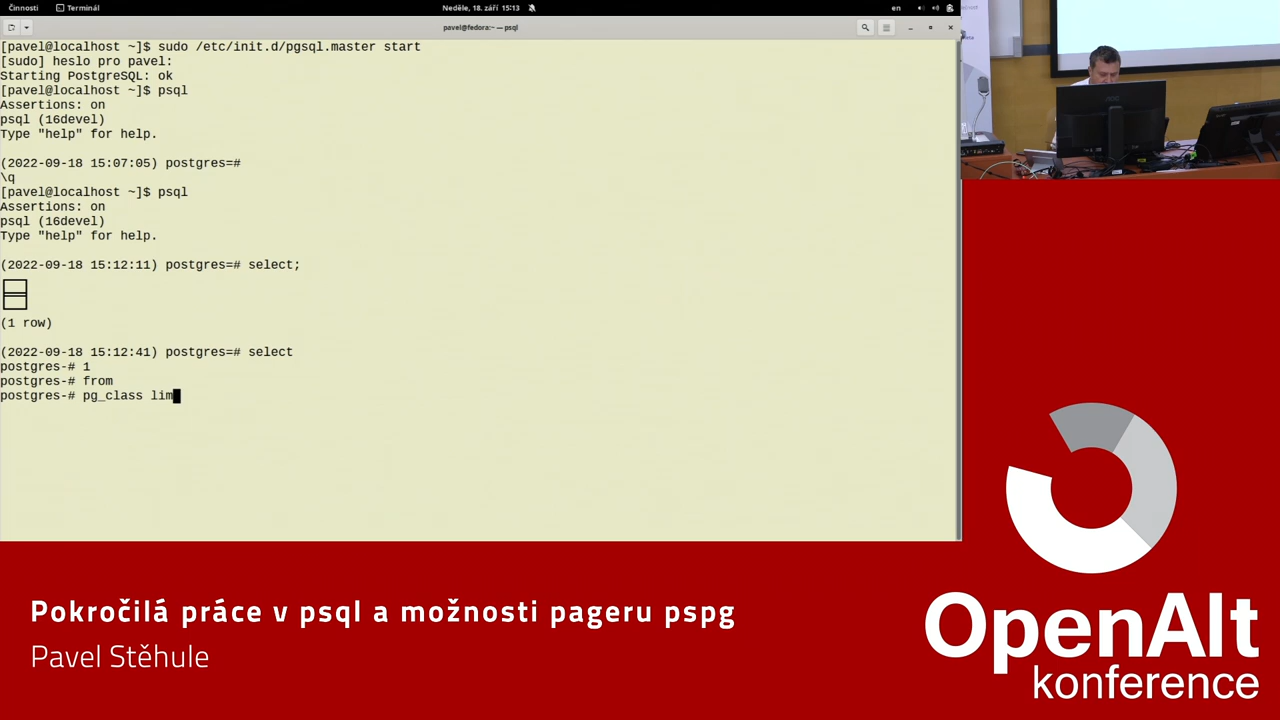 Činnosti
Terminál
Neděle, 18. září 15:13
en
pavel@fedora:~ — psql
[pavel@localhost ~]$ sudo /etc/init.d/pgsql.master start
[sudo] heslo pro pavel:
Starting PostgreSQL: ok
[pavel@localhost ~]$ psql
Assertions: on
psql (16devel)
Type "help" for help.
(2022-09-18 15:07:05) postgres=#
\q
[pavel@localhost ~]$ psql
Assertions: on
psql (16devel)
Type "help" for help.
(2022-09-18 15:12:11) postgres=# select;
(1 row)
(2022-09-18 15:12:41) postgres=# select
postgres-# 1
postgres-# from
postgres-# pg_class lim
Pokročilá práce v psql a možnosti pageru pspg
Pavel Stěhule
OpenAlt
konference